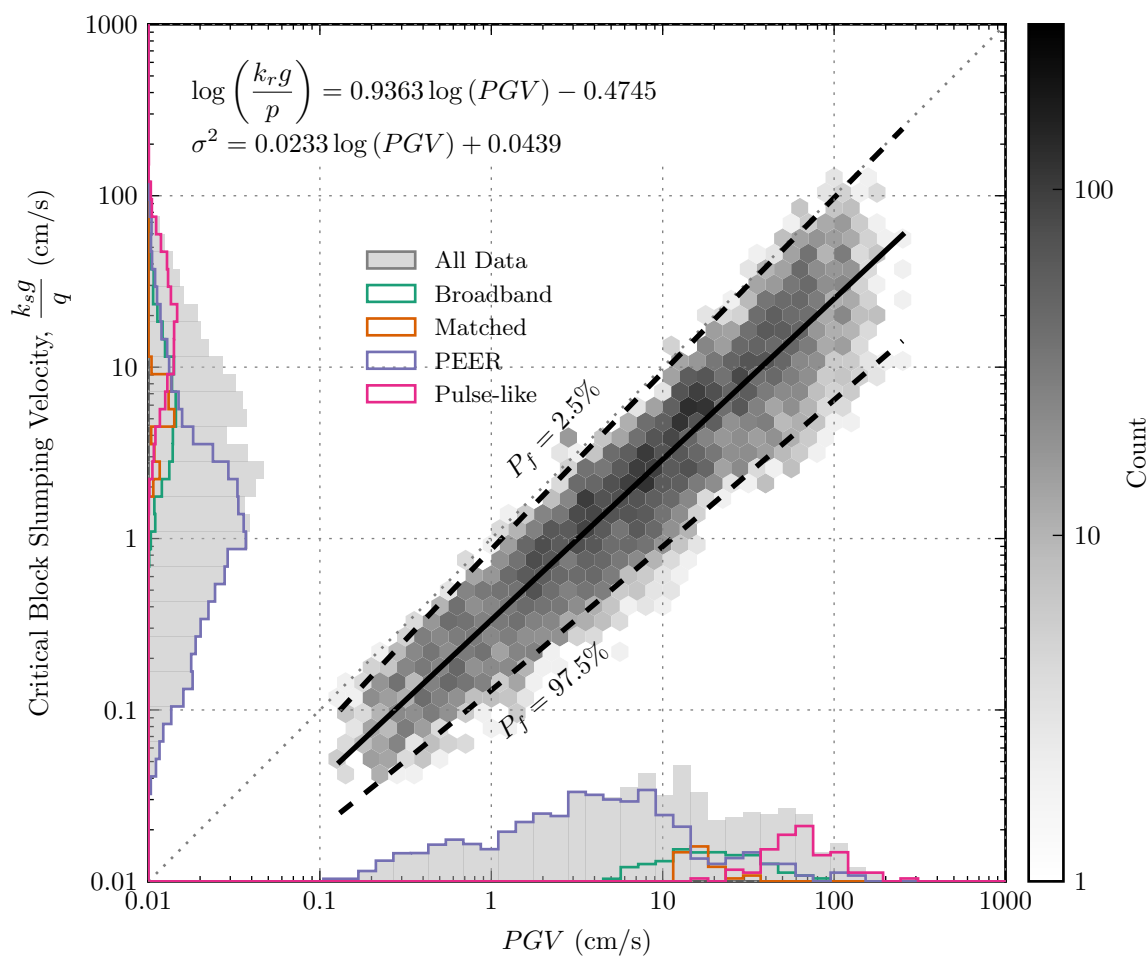 log (k_r g / p) = 0.9363 log (PGV) − 0.4745
σ² = 0.0233 log (PGV) + 0.0439
All Data
Broadband
Matched
PEER
Pulse-like
P_f = 2.5%
P_f = 97.5%
Critical Block Slumping Velocity, k_s g / q (cm/s)
1000
100
10
1
0.1
0.01
0.01 0.1 1 10 100 1000
PGV (cm/s)
100
10
1
Count